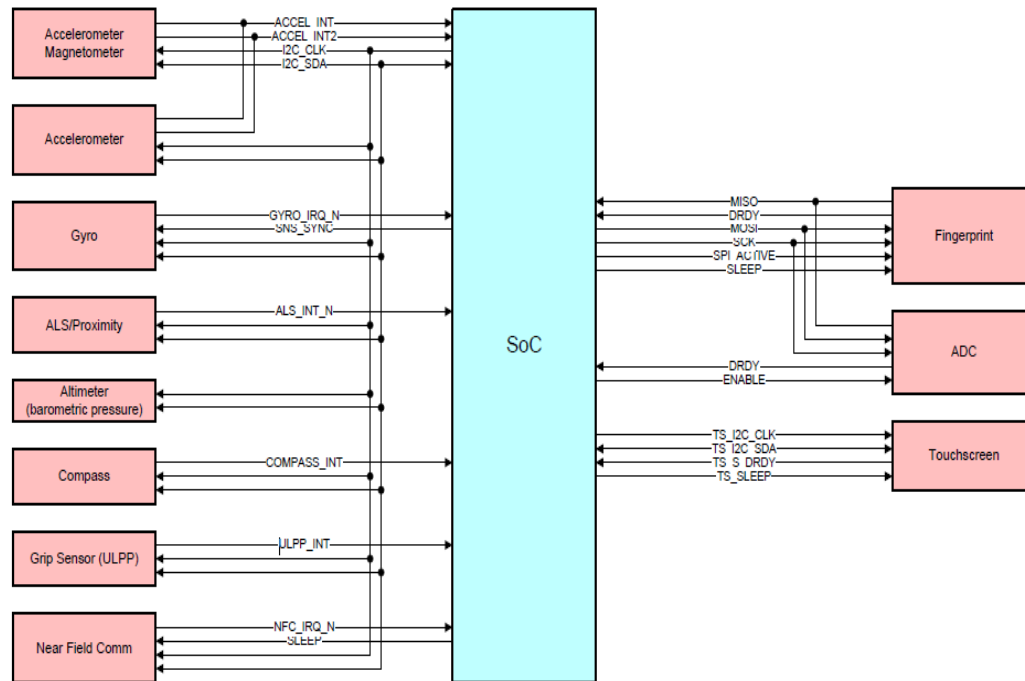 Accelerometer
Magnetometer
ACCEL_INT
ACCEL_INT2
I2C_CLK
I2C_SDA
Accelerometer
Gyro
GYRO_IRQ_N
SNS_SYNC
ALS/Proximity
ALS_INT_N
Altimeter
(barometric pressure)
Compass
COMPASS_INT
Grip Sensor (ULPP)
ULPP_INT
Near Field Comm
NFC_IRQ_N
SLEEP
SoC
MISO
DRDY
MOSI
SCK
SPI_ACTIVE
SLEEP
Fingerprint
DRDY
ENABLE
ADC
TS_I2C_CLK
TS_I2C_SDA
TS_S_DRDY
TS_SLEEP
Touchscreen